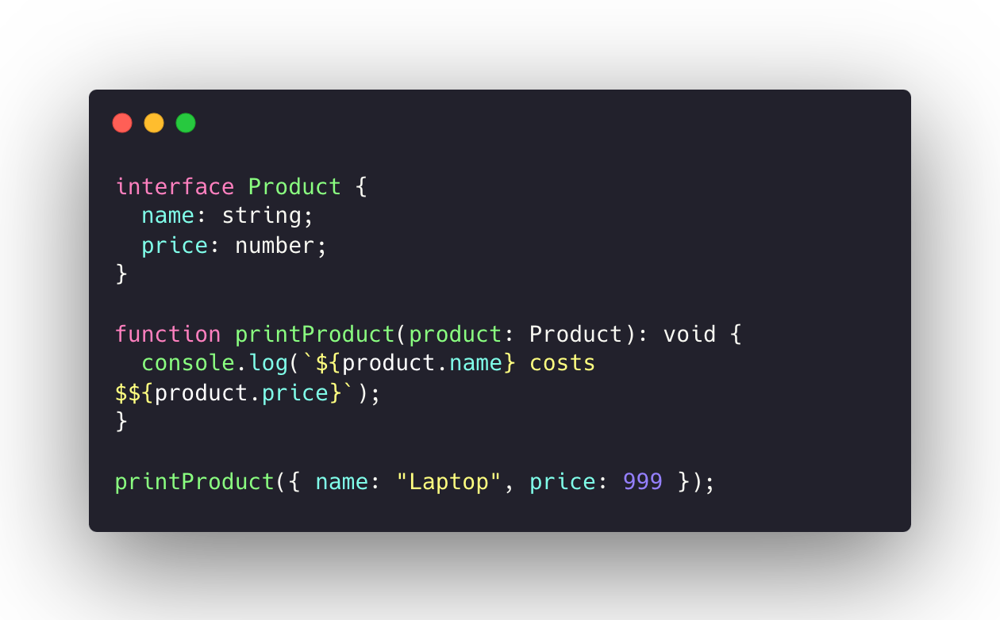 interface Product {
  name: string;
  price: number;
}

function printProduct(product: Product): void {
  console.log(`${product.name} costs
$${product.price}`);
}

printProduct({ name: "Laptop", price: 999 });